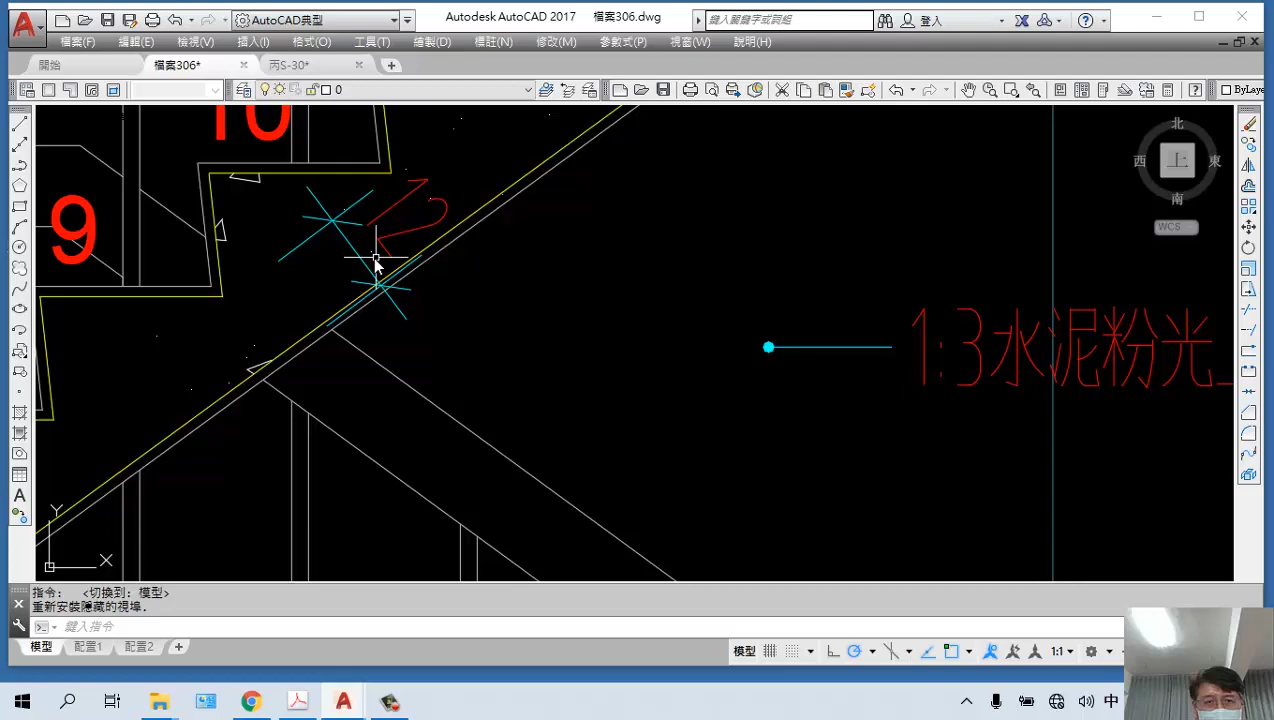 AutoCAD典型
Autodesk AutoCAD 2017 檔案306.dwg
鍵入關鍵字或片語
登入
檔案(F) 編輯(E) 檢視(V) 插入(I) 格式(O) 工具(T) 繪製(D) 標註(N) 修改(M) 參數式(P) 視窗(W) 說明(H)
開始 檔案306* 丙S-30*
0
ByLaye
10
9
12
1:3水泥粉光
北
西 上 東
南
WCS
Y
X
指令: <切換到: 模型>
重新安裝隱藏的視埠.
鍵入指令
模型 配置1 配置2
模型 1:1
中